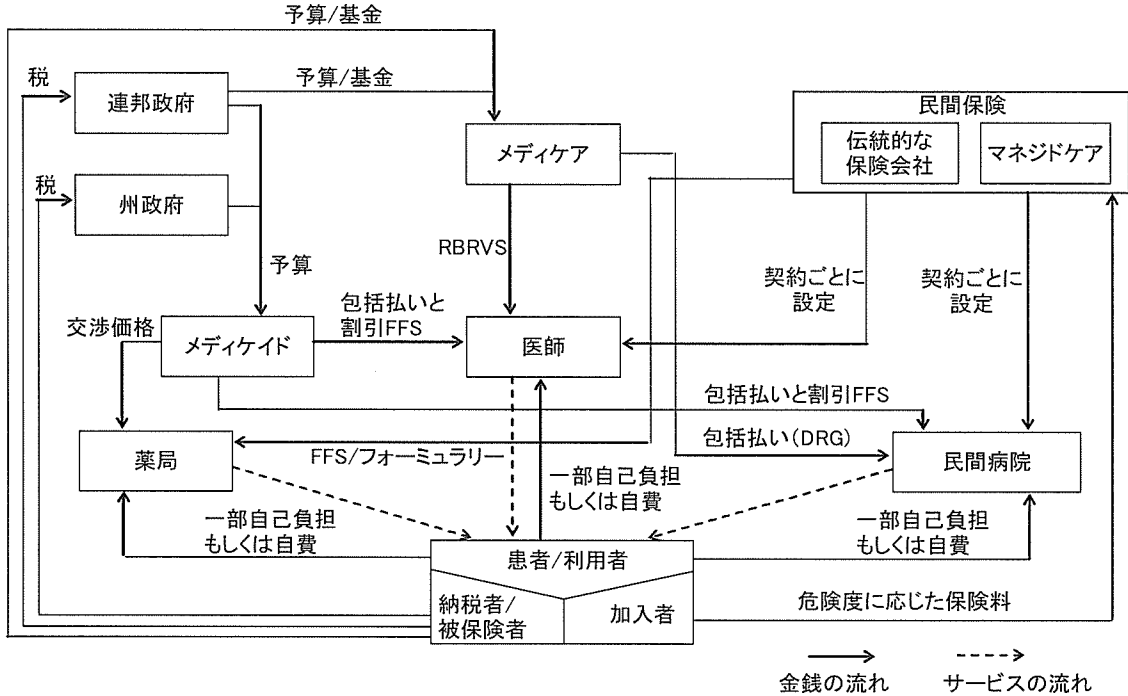 予算/基金
税
連邦政府
予算/基金
民間保険
伝統的な
保険会社
マネジドケア
メディケア
税
州政府
RBRVS
予算
契約ごとに
設定
契約ごとに
設定
包括払いと
割引FFS
交渉価格
メディケイド
医師
包括払いと割引FFS
包括払い(DRG)
薬局
FFS/フォーミュラリー
民間病院
一部自己負担
もしくは自費
一部自己負担
もしくは自費
一部自己負担
もしくは自費
患者/利用者
納税者/
被保険者
加入者
危険度に応じた保険料
金銭の流れ
サービスの流れ